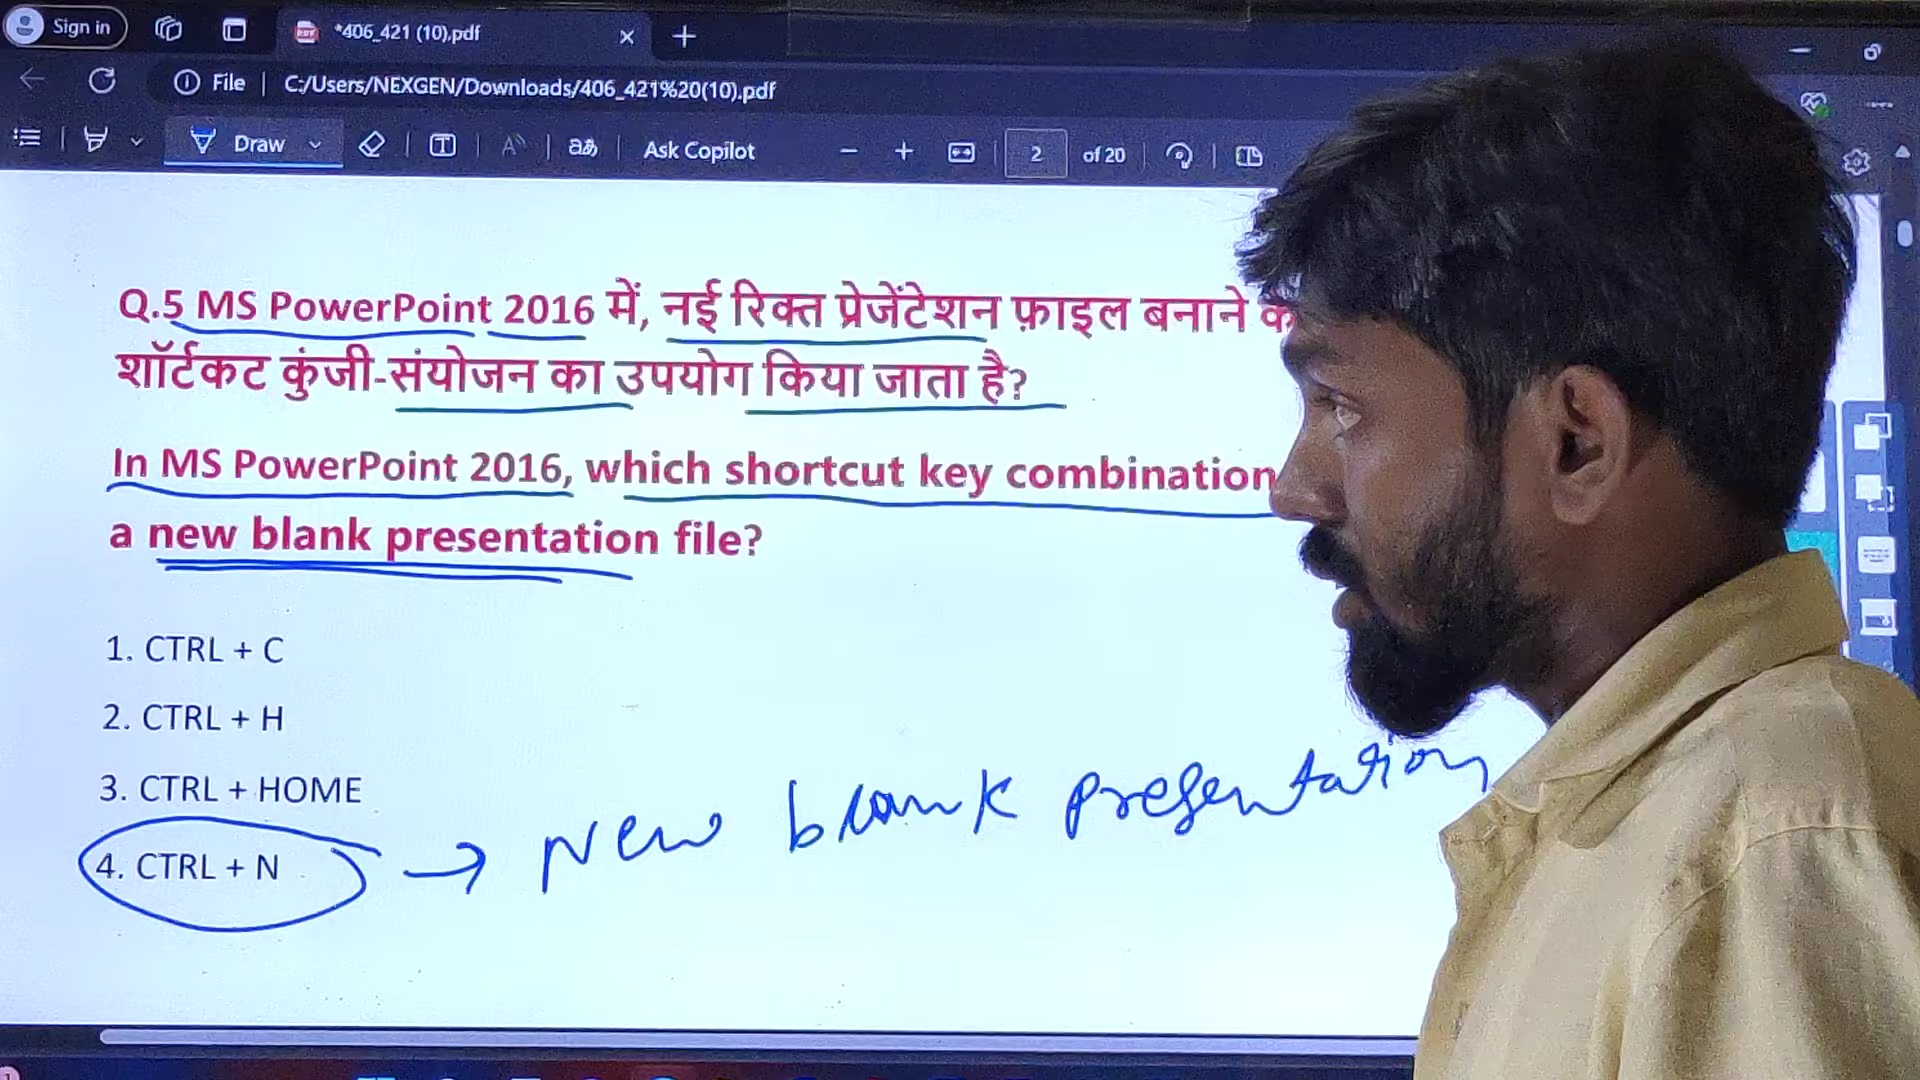 Sign in
*406_421 (10).pdf
File | C:/Users/NEXGEN/Downloads/406_421%20(10).pdf
Draw
Ask Copilot
2 of 20
Q.5 MS PowerPoint 2016 में, नई रिक्त प्रेजेंटेशन फ़ाइल बनाने
शॉर्टकट कुंजी-संयोजन का उपयोग किया जाता है?
In MS PowerPoint 2016, which shortcut key combination
a new blank presentation file?
1. CTRL + C
2. CTRL + H
3. CTRL + HOME
4. CTRL + N → New blank presentation